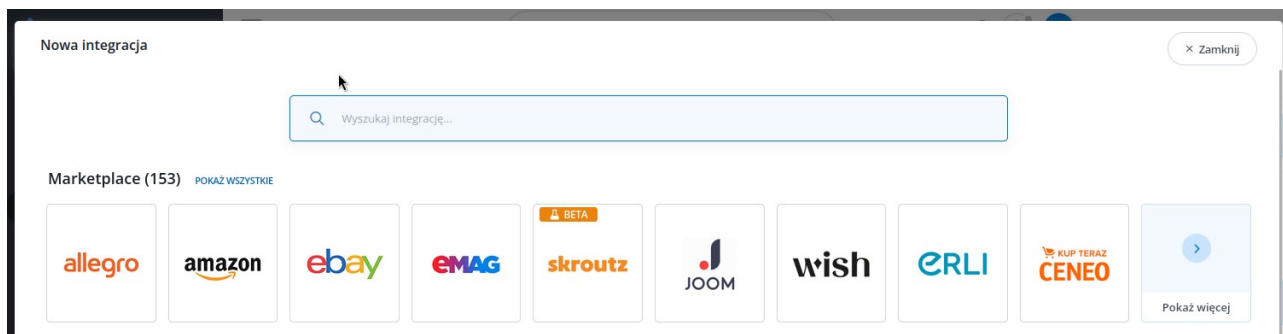 Nowa integracja
× Zamknij
Wyszukaj integrację...
Marketplace (153) POKAŻ WSZYSTKIE
BETA
allegro
amazon
ebay
eMAG
skroutz
JOOM
wish
ERLI
KUP TERAZ
CENEO
Pokaż więcej